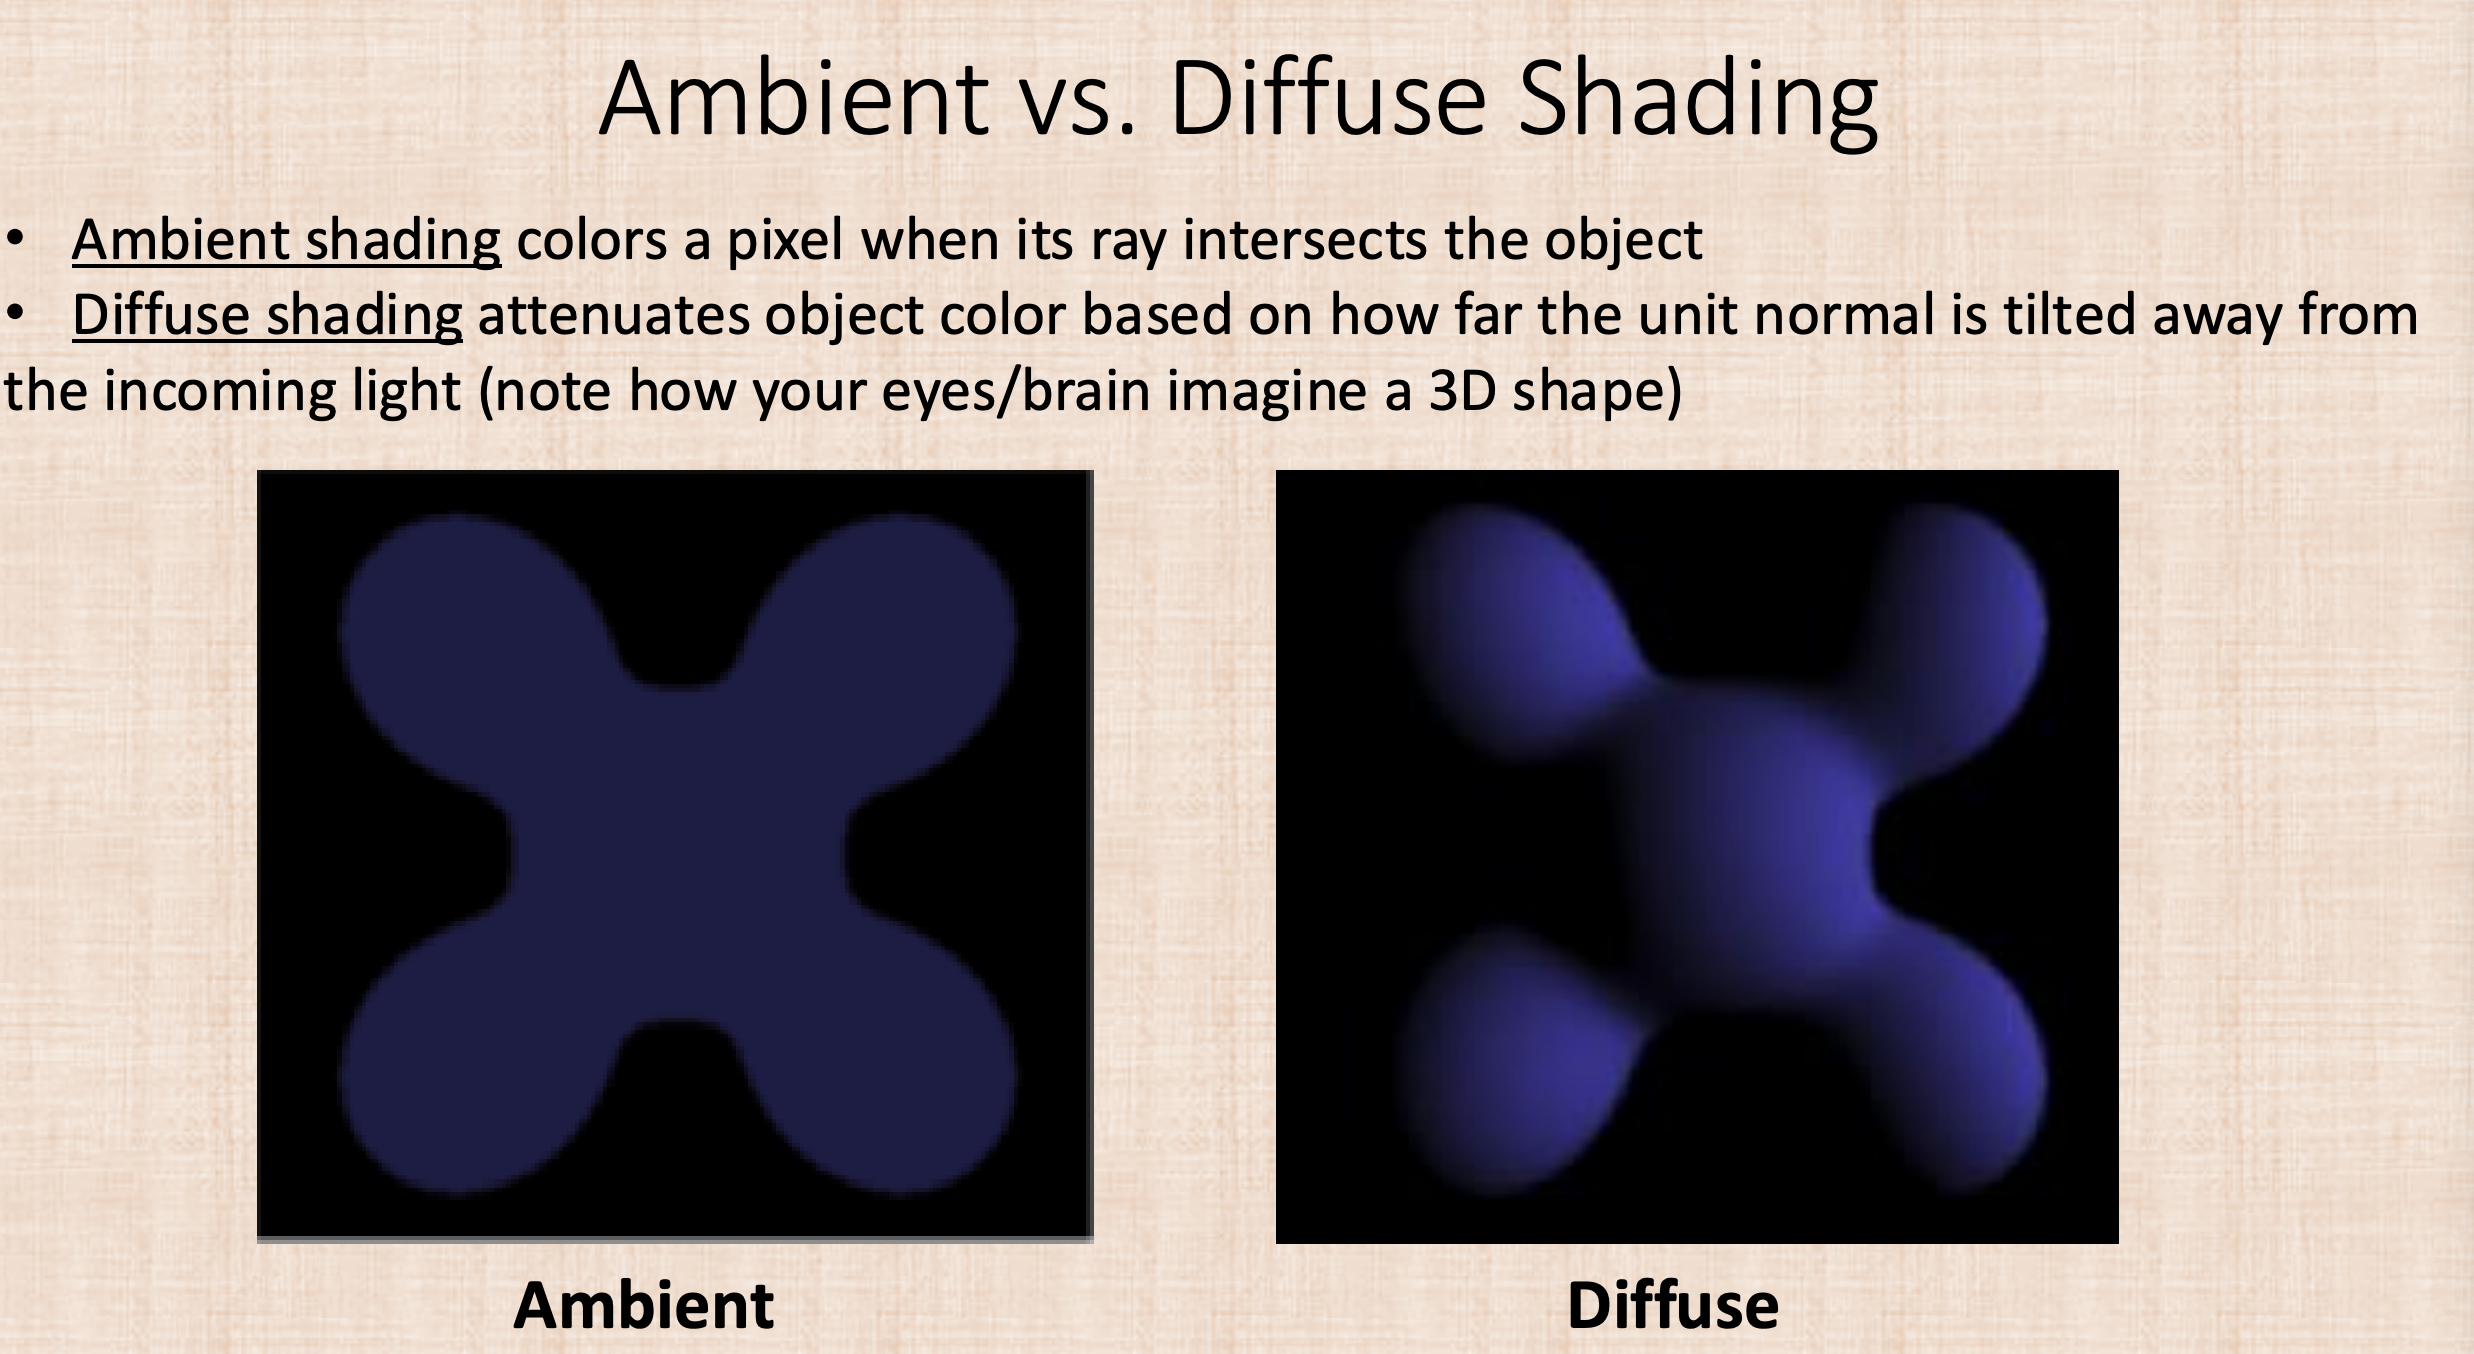 Ambient vs. Diffuse Shading
• Ambient shading colors a pixel when its ray intersects the object
• Diffuse shading attenuates object color based on how far the unit normal is tilted away from
the incoming light (note how your eyes/brain imagine a 3D shape)
Ambient
Diffuse